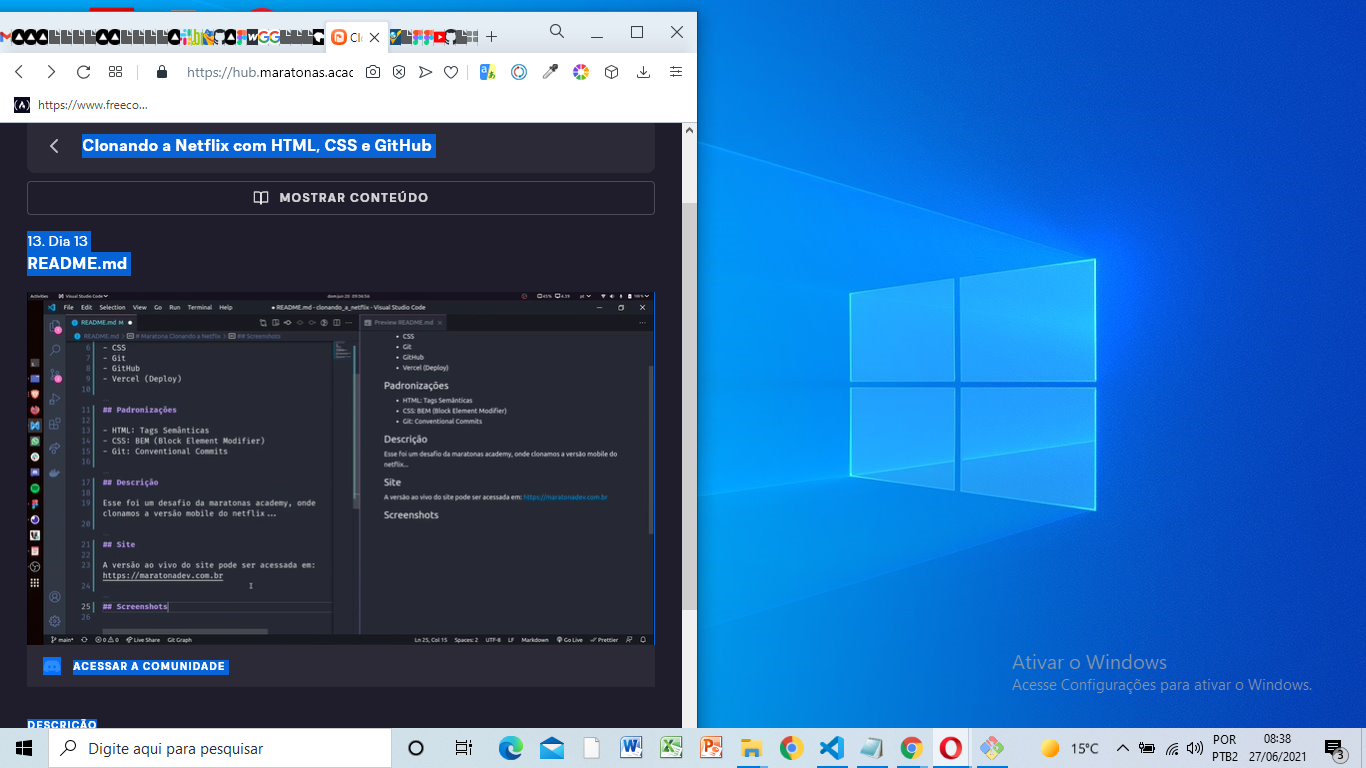 Cl
https://hub.maratonas.acac
https://www.freeco...
Clonando a Netflix com HTML, CSS e GitHub
MOSTRAR CONTEÚDO
13. Dia 13
README.md
Activities
Visual Studio Code
dom jun 20 09:56:56
File Edit Selection View Go Run Terminal Help
● README.md - clonando_a_netflix - Visual Studio Code
README.md M ●
Preview README.md
README.md > # Maratona Clonando a Netflix > ## Screenshots
6 - CSS
7 - Git
8 - GitHub
9 - Vercel (Deploy)
10
11 ## Padronizações
12
13 - HTML: Tags Semânticas
14 - CSS: BEM (Block Element Modifier)
15 - Git: Conventional Commits
16
17 ## Descrição
18
19 Esse foi um desafio da maratonas academy, onde
clonamos a versão mobile do netflix...
20
21 ## Site
22
23 A versão ao vivo do site pode ser acessada em:
https://maratonadev.com.br
24
25 ## Screenshots
26
• CSS
• Git
• GitHub
• Vercel (Deploy)
Padronizações
• HTML: Tags Semânticas
• CSS: BEM (Block Element Modifier)
• Git: Conventional Commits
Descrição
Esse foi um desafio da maratonas academy, onde clonamos a versão mobile do
netflix...
Site
A versão ao vivo do site pode ser acessada em: https://maratonadev.com.br
Screenshots
main* 0 0 Live Share Git Graph
Ln 25, Col 15 Spaces: 2 UTF-8 LF Markdown Go Live Prettier
ACESSAR A COMUNIDADE
DESCRIÇÃO
Ativar o Windows
Acesse Configurações para ativar o Windows.
Digite aqui para pesquisar
15°C
POR
PTB2
08:38
27/06/2021
3